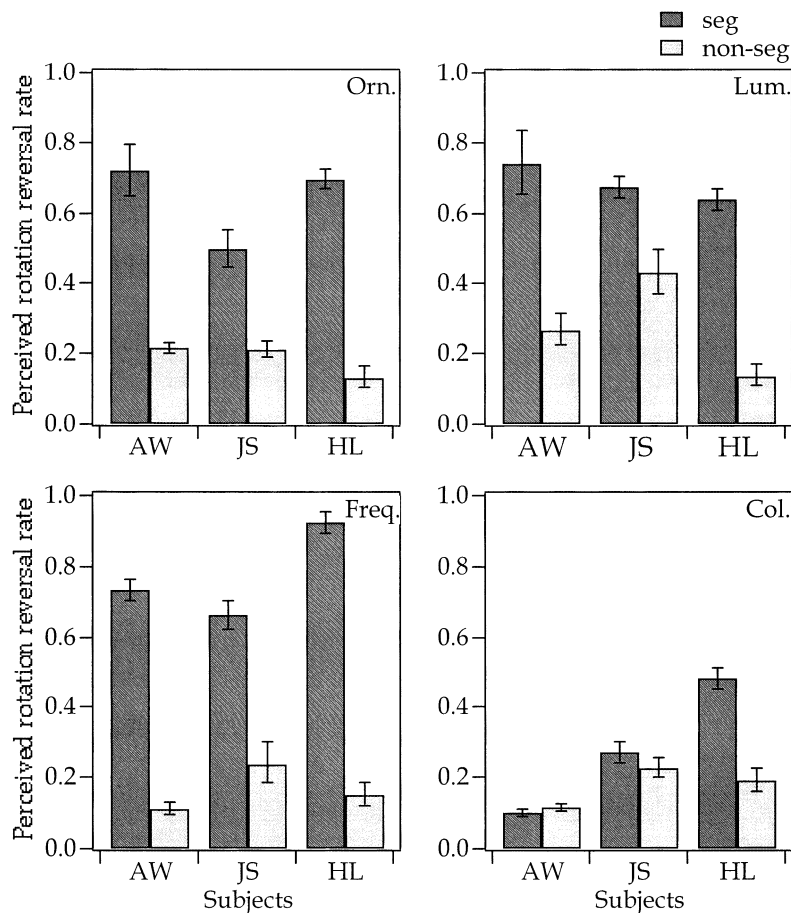 seg
non-seg
Perceived rotation reversal rate
1.0
0.8
0.6
0.4
0.2
0.0
Orn.
AW JS HL
1.0
0.8
0.6
0.4
0.2
0.0
Lum.
AW JS HL
Perceived rotation reversal rate
1.0
0.8
0.6
0.4
0.2
0.0
Freq.
AW JS HL
Subjects
1.0
0.8
0.6
0.4
0.2
0.0
Col.
AW JS HL
Subjects